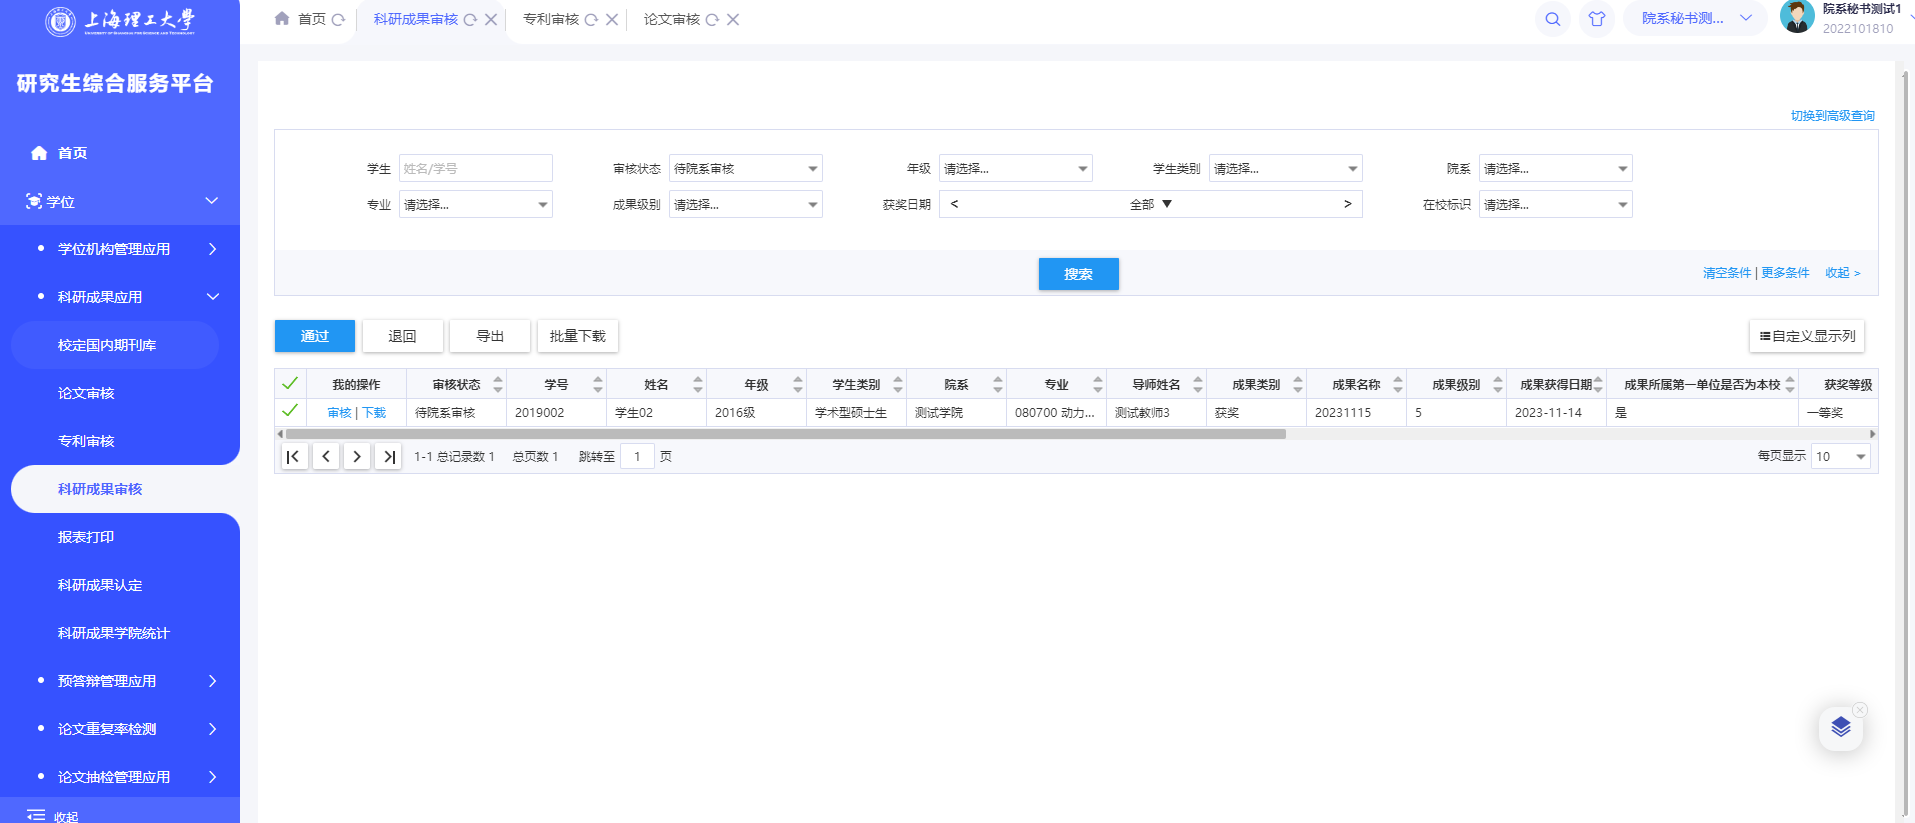 上海理工大學
UNIVERSITY OF SHANGHAI FOR SCIENCE AND TECHNOLOGY
研究生综合服务平台
首页
学位
学位机构管理应用
科研成果应用
校定国内期刊库
论文审核
专利审核
科研成果审核
报表打印
科研成果认定
科研成果学院统计
预答辩管理应用
论文重复率检测
论文抽检管理应用
收起
首页 科研成果审核 专利审核 论文审核
院系秘书测... 院系秘书测试1
2022101810
切换到高级查询
学生 姓名/学号 审核状态 待院系审核 年级 请选择... 学生类别 请选择... 院系 请选择...
专业 请选择... 成果级别 请选择... 获奖日期 < 全部 ▼ > 在校标识 请选择...
搜索 清空条件 | 更多条件 收起 >
通过 退回 导出 批量下载 自定义显示列
我的操作 审核状态 学号 姓名 年级 学生类别 院系 专业 导师姓名 成果类别 成果名称 成果级别 成果获得日期 成果所属第一单位是否为本校 获奖等级
审核 | 下载 待院系审核 2019002 学生02 2016级 学术型硕士生 测试学院 080700 动力... 测试教师3 获奖 20231115 5 2023-11-14 是 一等奖
1-1 总记录数 1 总页数 1 跳转至 1 页 每页显示 10